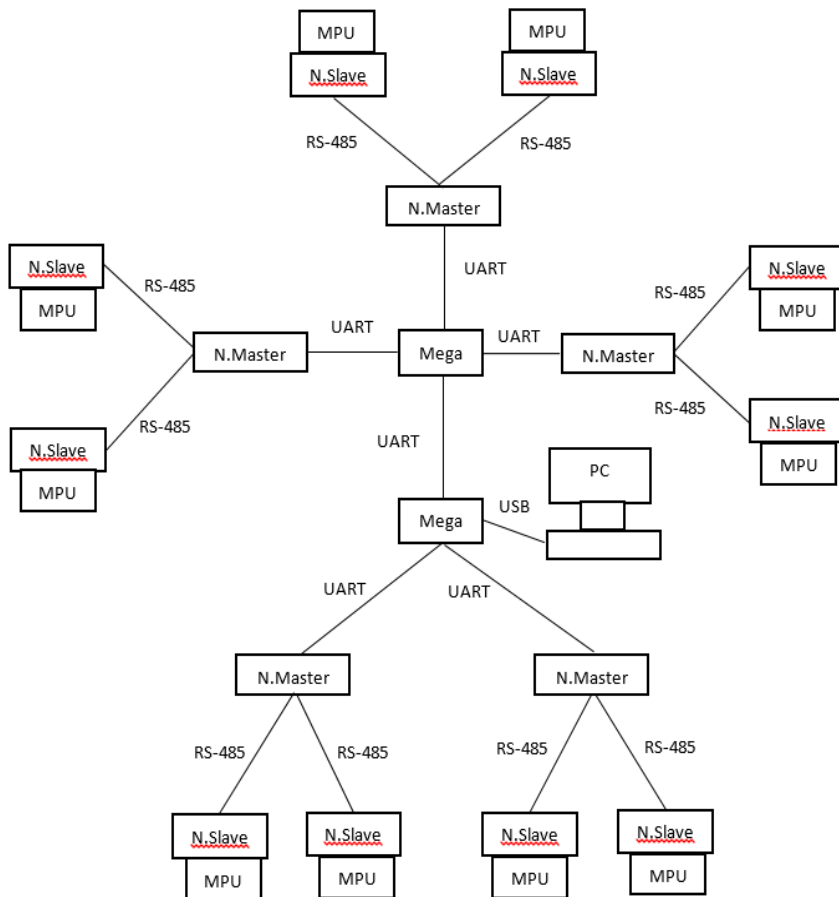 MPU
MPU
N.Slave
N.Slave
RS-485
RS-485
N.Master
UART
N.Slave
MPU
RS-485
N.Slave
MPU
RS-485
UART
N.Master
Mega
UART
N.Master
RS-485
RS-485
N.Slave
MPU
UART
N.Slave
MPU
PC
USB
Mega
UART
UART
N.Master
N.Master
RS-485
RS-485
RS-485
RS-485
N.Slave
N.Slave
N.Slave
N.Slave
MPU
MPU
MPU
MPU